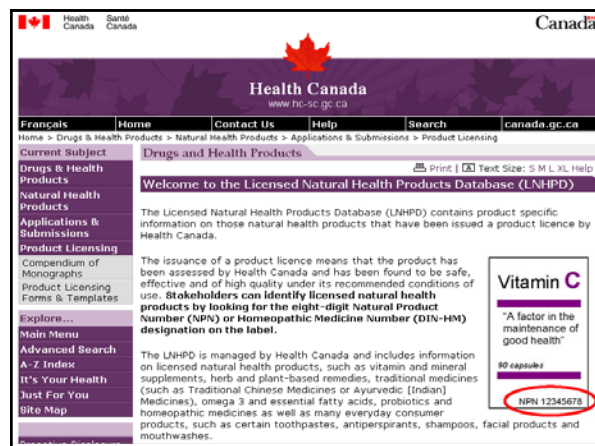 Health Canada
Santé Canada
Canada
Health Canada
www.hc-sc.gc.ca
Français Home Contact Us Help Search canada.gc.ca
Home > Drugs & Health Products > Natural Health Products > Applications & Submissions > Product Licensing
Current Subject
Drugs & Health
Products
Natural Health
Products
Applications &
Submissions
Product Licensing
Compendium of
Monographs
Product Licensing
Forms & Templates
Explore...
Main Menu
Advanced Search
A-Z Index
It's Your Health
Just For You
Site Map
Proactive Disclosure
Drugs and Health Products
Print | A Text Size: S M L XL Help
Welcome to the Licensed Natural Health Products Database (LNHPD)
The Licensed Natural Health Products Database (LNHPD) contains product specific
information on those natural health products that have been issued a product licence by
Health Canada.
The issuance of a product licence means that the product has
been assessed by Health Canada and has been found to be safe,
effective and of high quality under its recommended conditions of
use. Stakeholders can identify licensed natural health
products by looking for the eight-digit Natural Product
Number (NPN) or Homeopathic Medicine Number (DIN-HM)
designation on the label.
The LNHPD is managed by Health Canada and includes information
on licensed natural health products, such as vitamin and mineral
supplements, herb and plant-based remedies, traditional medicines
(such as Traditional Chinese Medicines or Ayurvedic [Indian]
Medicines), omega 3 and essential fatty acids, probiotics and
homeopathic medicines as well as many everyday consumer
products, such as certain toothpastes, antiperspirants, shampoos, facial products and
mouthwashes.
Vitamin C
"A factor in the
maintenance of
good health"
90 capsules
NPN 12345678